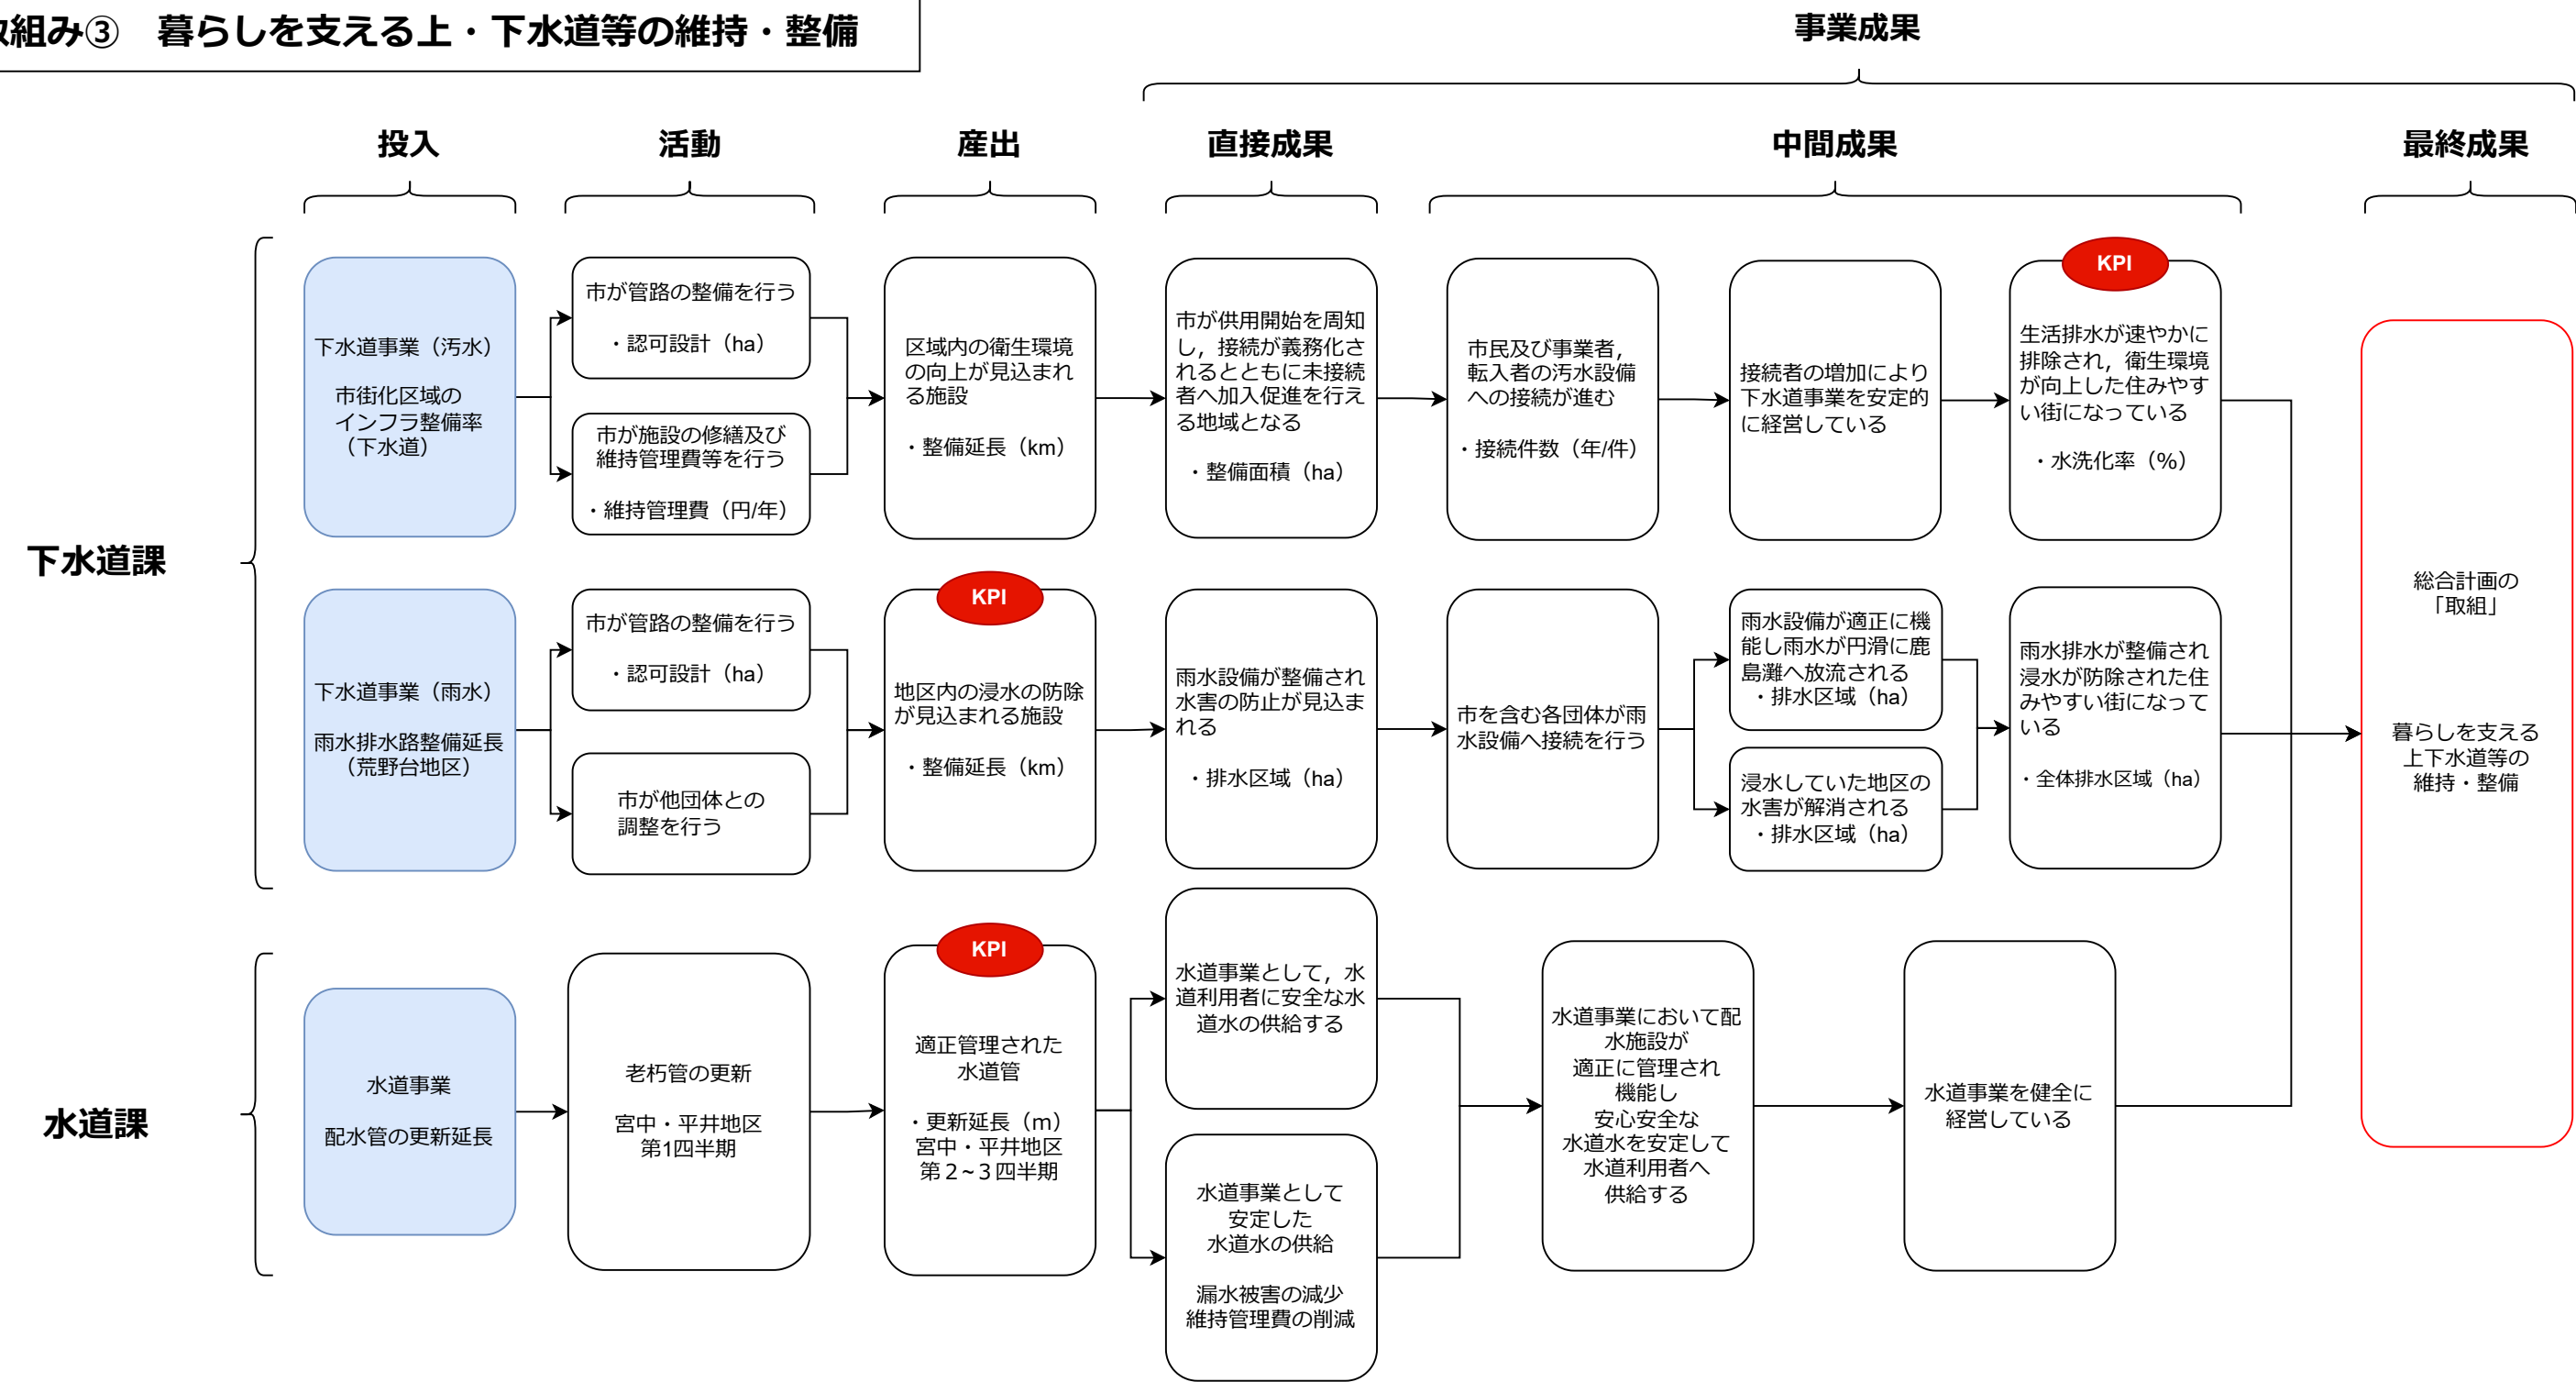 取組み③　暮らしを支える上・下水道等の維持・整備
事業成果
投入
活動
産出
直接成果
中間成果
最終成果
下水道課
下水道事業（汚水）
市街化区域の
インフラ整備率
（下水道）
市が管路の整備を行う
・認可設計（ha）
市が施設の修繕及び
維持管理費等を行う
・維持管理費（円/年）
区域内の衛生環境
の向上が見込まれ
る施設
・整備延長（km）
市が供用開始を周知
し，接続が義務化さ
れるとともに未接続
者へ加入促進を行え
る地域となる
・整備面積（ha）
市民及び事業者，
転入者の汚水設備
への接続が進む
・接続件数（年/件）
接続者の増加により
下水道事業を安定的
に経営している
KPI
生活排水が速やかに
排除され，衛生環境
が向上した住みやす
い街になっている
・水洗化率（%）
下水道事業（雨水）
雨水排水路整備延長
（荒野台地区）
市が管路の整備を行う
・認可設計（ha）
市が他団体との
調整を行う
KPI
地区内の浸水の防除
が見込まれる施設
・整備延長（km）
雨水設備が整備され
水害の防止が見込ま
れる
・排水区域（ha）
市を含む各団体が雨
水設備へ接続を行う
雨水設備が適正に機
能し雨水が円滑に鹿
島灘へ放流される
・排水区域（ha）
浸水していた地区の
水害が解消される
・排水区域（ha）
雨水排水が整備され
浸水が防除された住
みやすい街になって
いる
・全体排水区域（ha）
総合計画の
「取組」
暮らしを支える
上下水道等の
維持・整備
水道課
水道事業
配水管の更新延長
老朽管の更新
宮中・平井地区
第1四半期
KPI
適正管理された
水道管
・更新延長（m）
宮中・平井地区
第２~３四半期
水道事業として，水
道利用者に安全な水
道水の供給する
水道事業として
安定した
水道水の供給
漏水被害の減少
維持管理費の削減
水道事業において配
水施設が
適正に管理され
機能し
安心安全な
水道水を安定して
水道利用者へ
供給する
水道事業を健全に
経営している